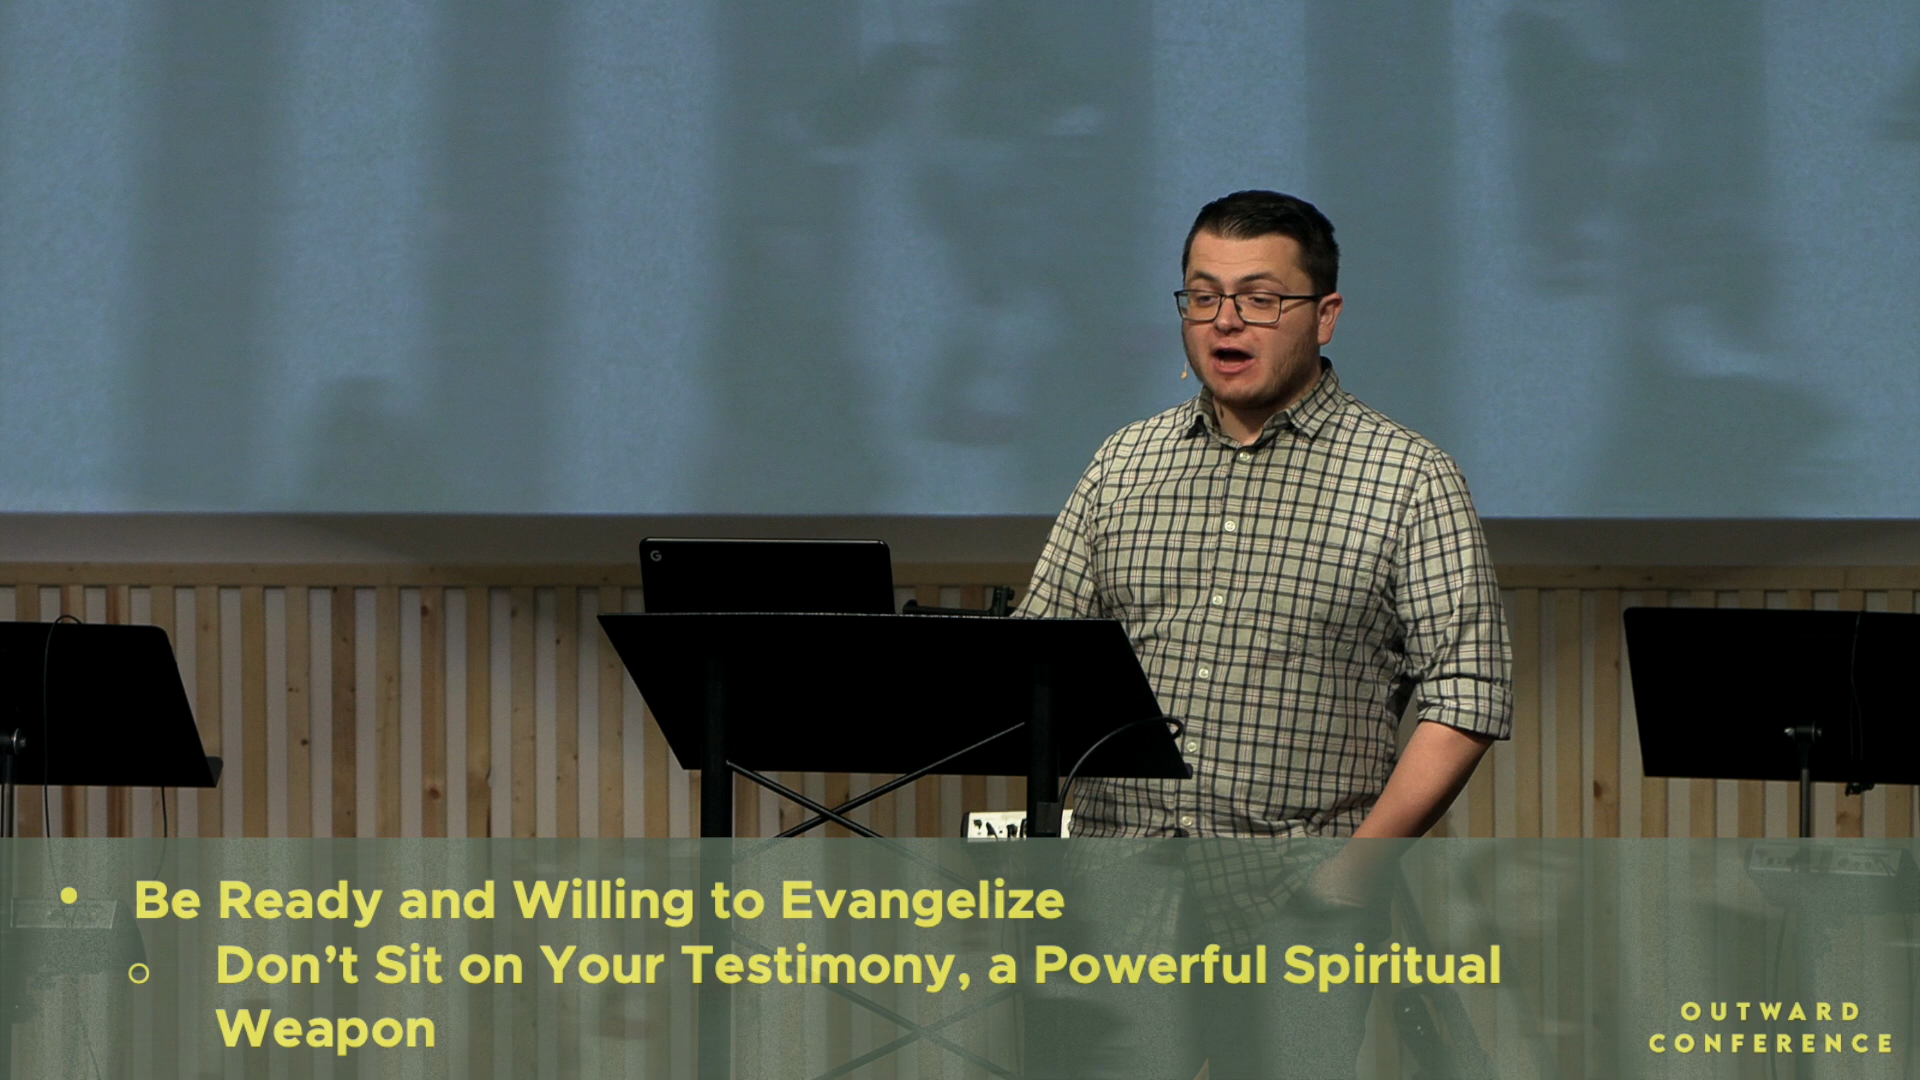 G
• Be Ready and Willing to Evangelize
o Don't Sit on Your Testimony, a Powerful Spiritual
Weapon
OUTWARD
CONFERENCE